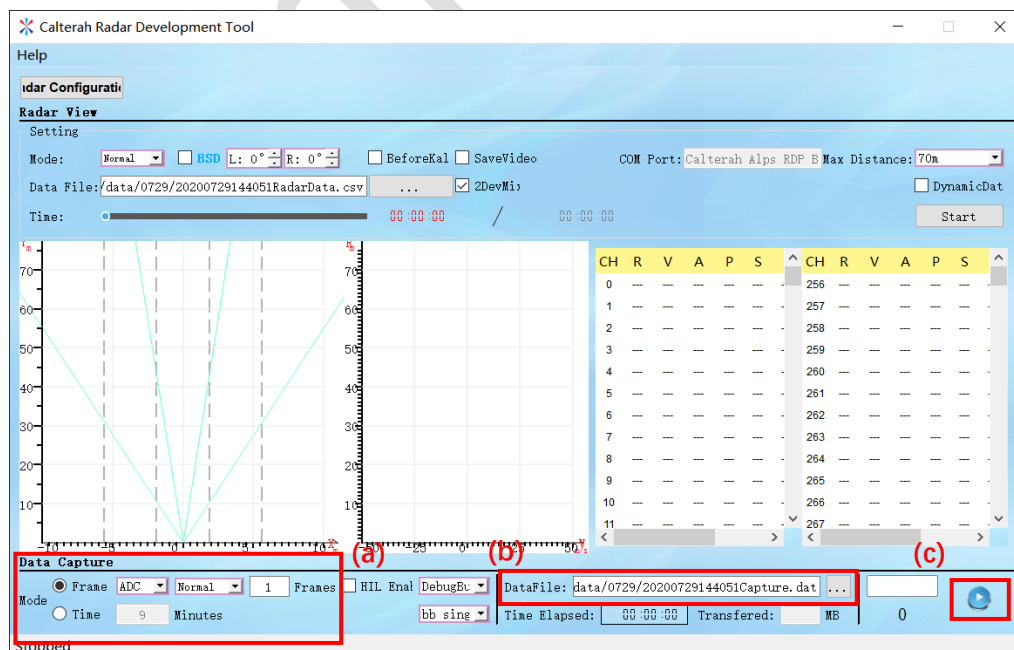 Calterah Radar Development Tool
Help
adar Configuratio
Radar View
Setting
Mode: Normal BSD L: 0° R: 0° BeforeKal SaveVideo COM Port: Calterah Alps RDP B Max Distance: 70m
Data File: /data/0729/20200729144051RadarData.csv ... 2DevMi DynamicDat
Time: 00:00:00 / 00:00:00 Start
CH R V A P S CH R V A P S
0 --- --- --- --- --- - 256 --- --- --- --- --- -
1 --- --- --- --- --- - 257 --- --- --- --- --- -
2 --- --- --- --- --- - 258 --- --- --- --- --- -
3 --- --- --- --- --- - 259 --- --- --- --- --- -
4 --- --- --- --- --- - 260 --- --- --- --- --- -
5 --- --- --- --- --- - 261 --- --- --- --- --- -
6 --- --- --- --- --- - 262 --- --- --- --- --- -
7 --- --- --- --- --- - 263 --- --- --- --- --- -
8 --- --- --- --- --- - 264 --- --- --- --- --- -
9 --- --- --- --- --- - 265 --- --- --- --- --- -
10 --- --- --- --- --- - 266 --- --- --- --- --- -
11 --- --- --- --- --- - 267 --- --- --- --- --- -
70 70
60 60
50 50
40 40
30 30
20 20
10 10
-10 -5 0 5 10 -50 -25 0 25 50
(a) (b) (c)
Data Capture
Mode Frame ADC Normal 1 Frames HIL Enal DebugBu DataFile: data/0729/20200729144051Capture.dat ...
Time 9 Minutes bb sing Time Elapsed: 00:00:00 Transfered: MB 0
Stopped